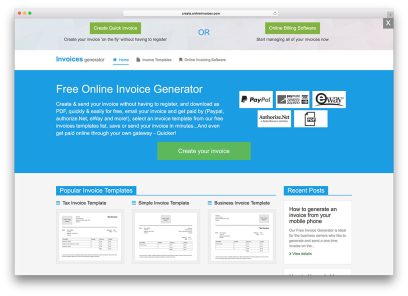 create.onlineinvoices.com
X
Create Quick Invoice
OR
Online Billing Software
Create your invoice 'on the fly' without having to register
Start managing all of your invoices now
Invoices generator
Home
Invoice Templates
Online Invoicing Software
Free Online Invoice Generator
Create & send your invoice without having to register, and download as
PDF, quickly & easily for free, email your invoice and get paid by (Paypal,
authorize.Net, eWay and more!), select an invoice template from our free
invoices templates list, save or send your invoice in minutes...And even
get paid online through your own gateway - Quicker!
PayPal
eway
Authorize.Net
PDF
Create your invoice
Popular Invoice Templates
Recent Posts
Tax Invoice Template
Simple Invoice Template
Business Invoice Template
How to generate an
invoice from your
mobile phone
Our Free Invoice Generator is ideal
for the business owners who like to
generate and send a one time
invoice on the...
View details